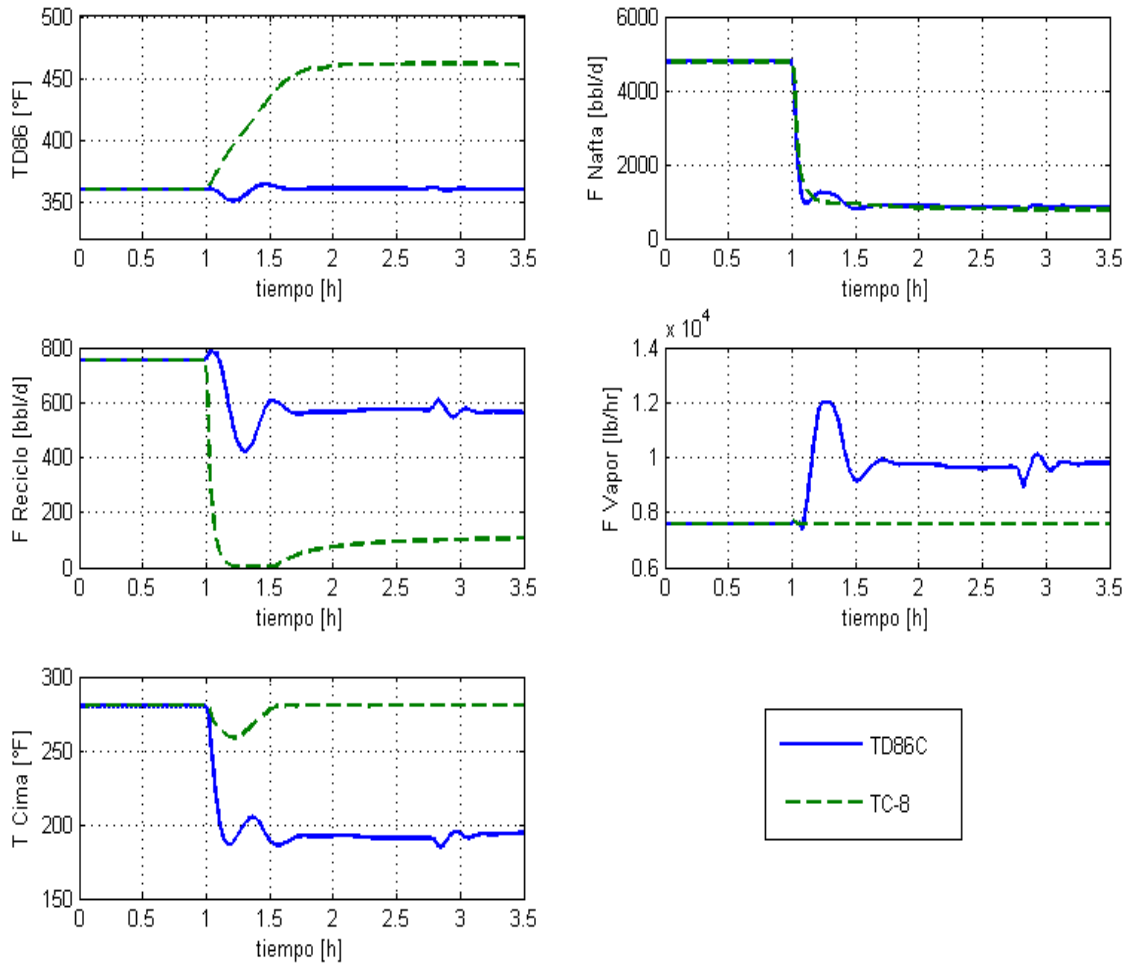 500
450
400
350
TD86 [°F]
0 0.5 1 1.5 2 2.5 3 3.5
tiempo [h]
6000
4000
2000
0
F Nafta [bbl/d]
0 0.5 1 1.5 2 2.5 3 3.5
tiempo [h]
800
600
400
200
0
F Reciclo [bbl/d]
0 0.5 1 1.5 2 2.5 3 3.5
tiempo [h]
x 10^4
1.4
1.2
1
0.8
0.6
F Vapor [lb/hr]
0 0.5 1 1.5 2 2.5 3 3.5
tiempo [h]
300
250
200
150
T Cima [°F]
0 0.5 1 1.5 2 2.5 3 3.5
tiempo [h]
TD86C
TC-8